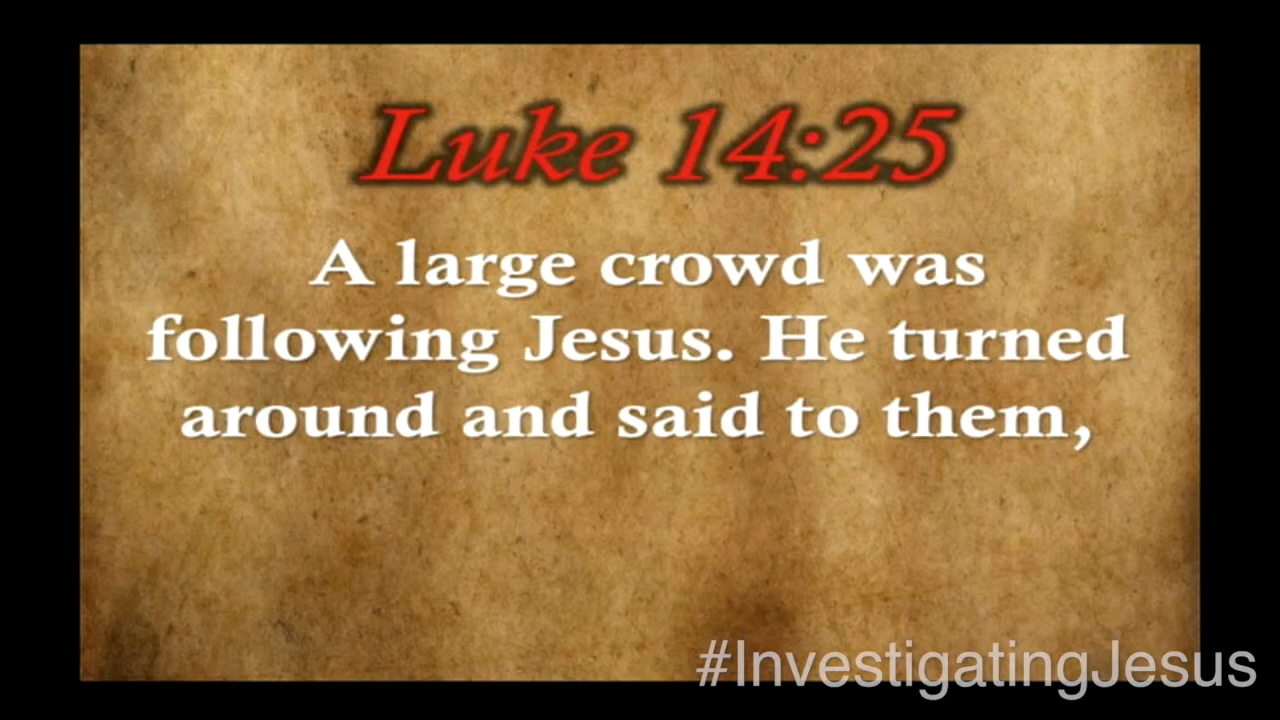 Luke 14:25
A large crowd was
following Jesus. He turned
around and said to them,
#InvestigatingJesus